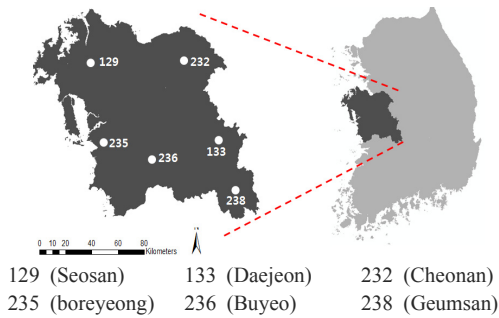 129
232
235
133
236
238
N
0 10 20 40 60 80
Kilometers
129 (Seosan) 133 (Daejeon) 232 (Cheonan)
235 (boreyeong) 236 (Buyeo) 238 (Geumsan)